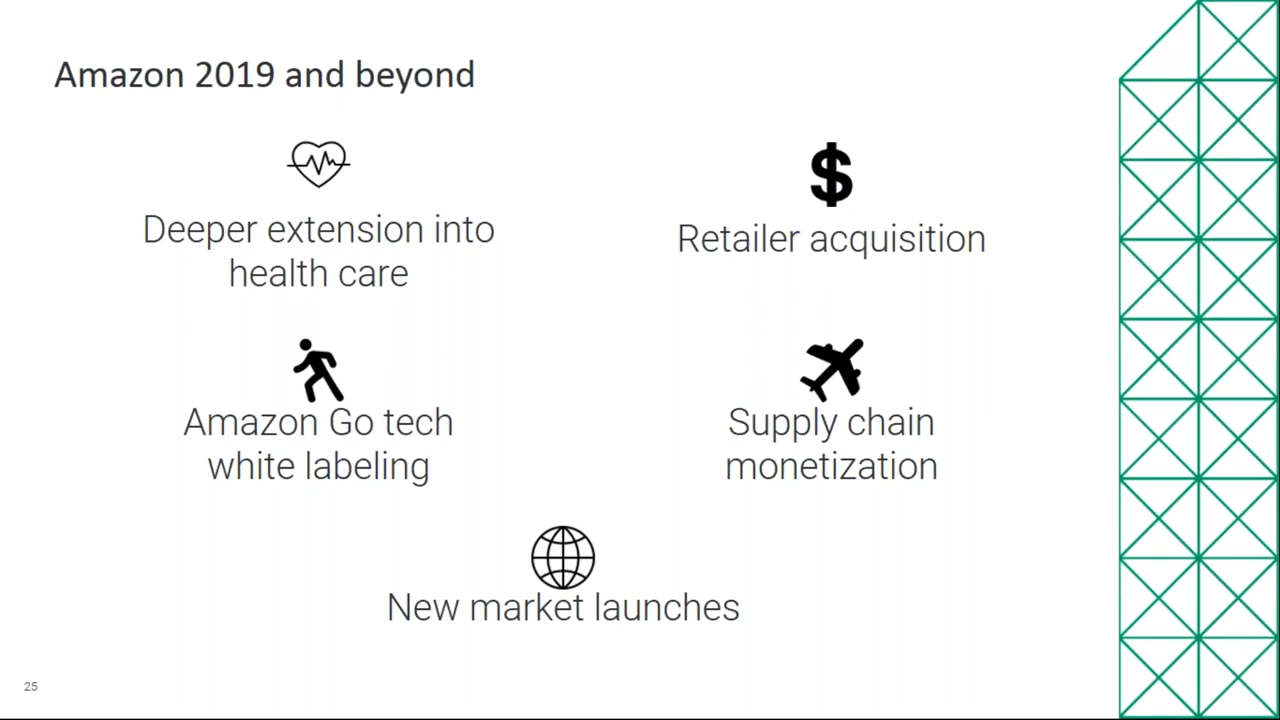 Amazon 2019 and beyond
Deeper extension into
health care
Retailer acquisition
Amazon Go tech
white labeling
Supply chain
monetization
New market launches
25